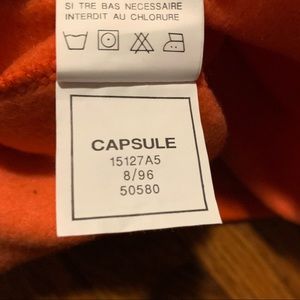 SI TRE BAS NECESSAIRE
INTERDIT AU CHLORURE
CAPSULE
15127A5
8/96
50580